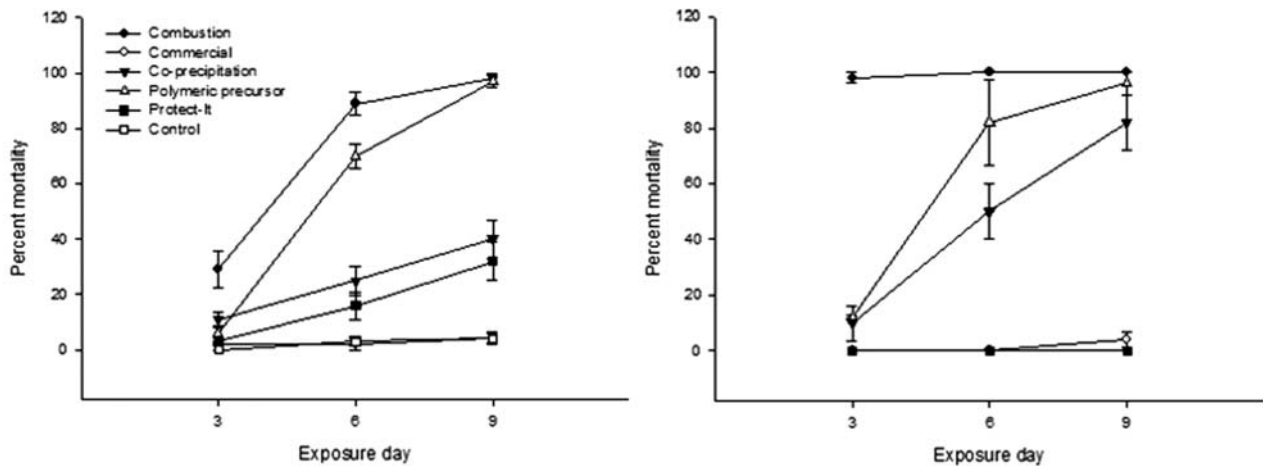 120
100
80
60
40
20
0
Percent mortality
Combustion
Commercial
Co-precipitation
Polymeric precursor
Protect-It
Control
3 6 9
Exposure day
120
100
80
60
40
20
0
Percent mortality
3 6 9
Exposure day